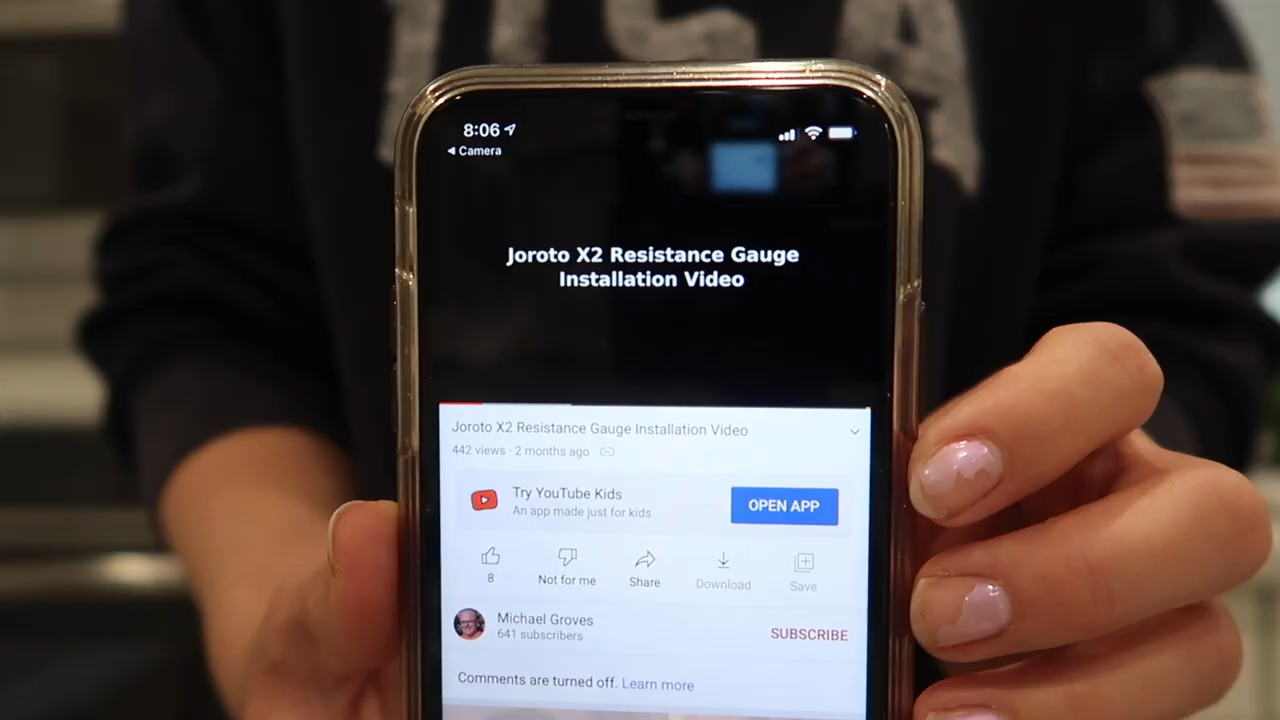 8:06
Camera
Joroto X2 Resistance Gauge
Installation Video
Joroto X2 Resistance Gauge Installation Video
442 views · 2 months ago
Try YouTube Kids
An app made just for kids
OPEN APP
8
Not for me
Share
Download
Save
Michael Groves
641 subscribers
SUBSCRIBE
Comments are turned off. Learn more